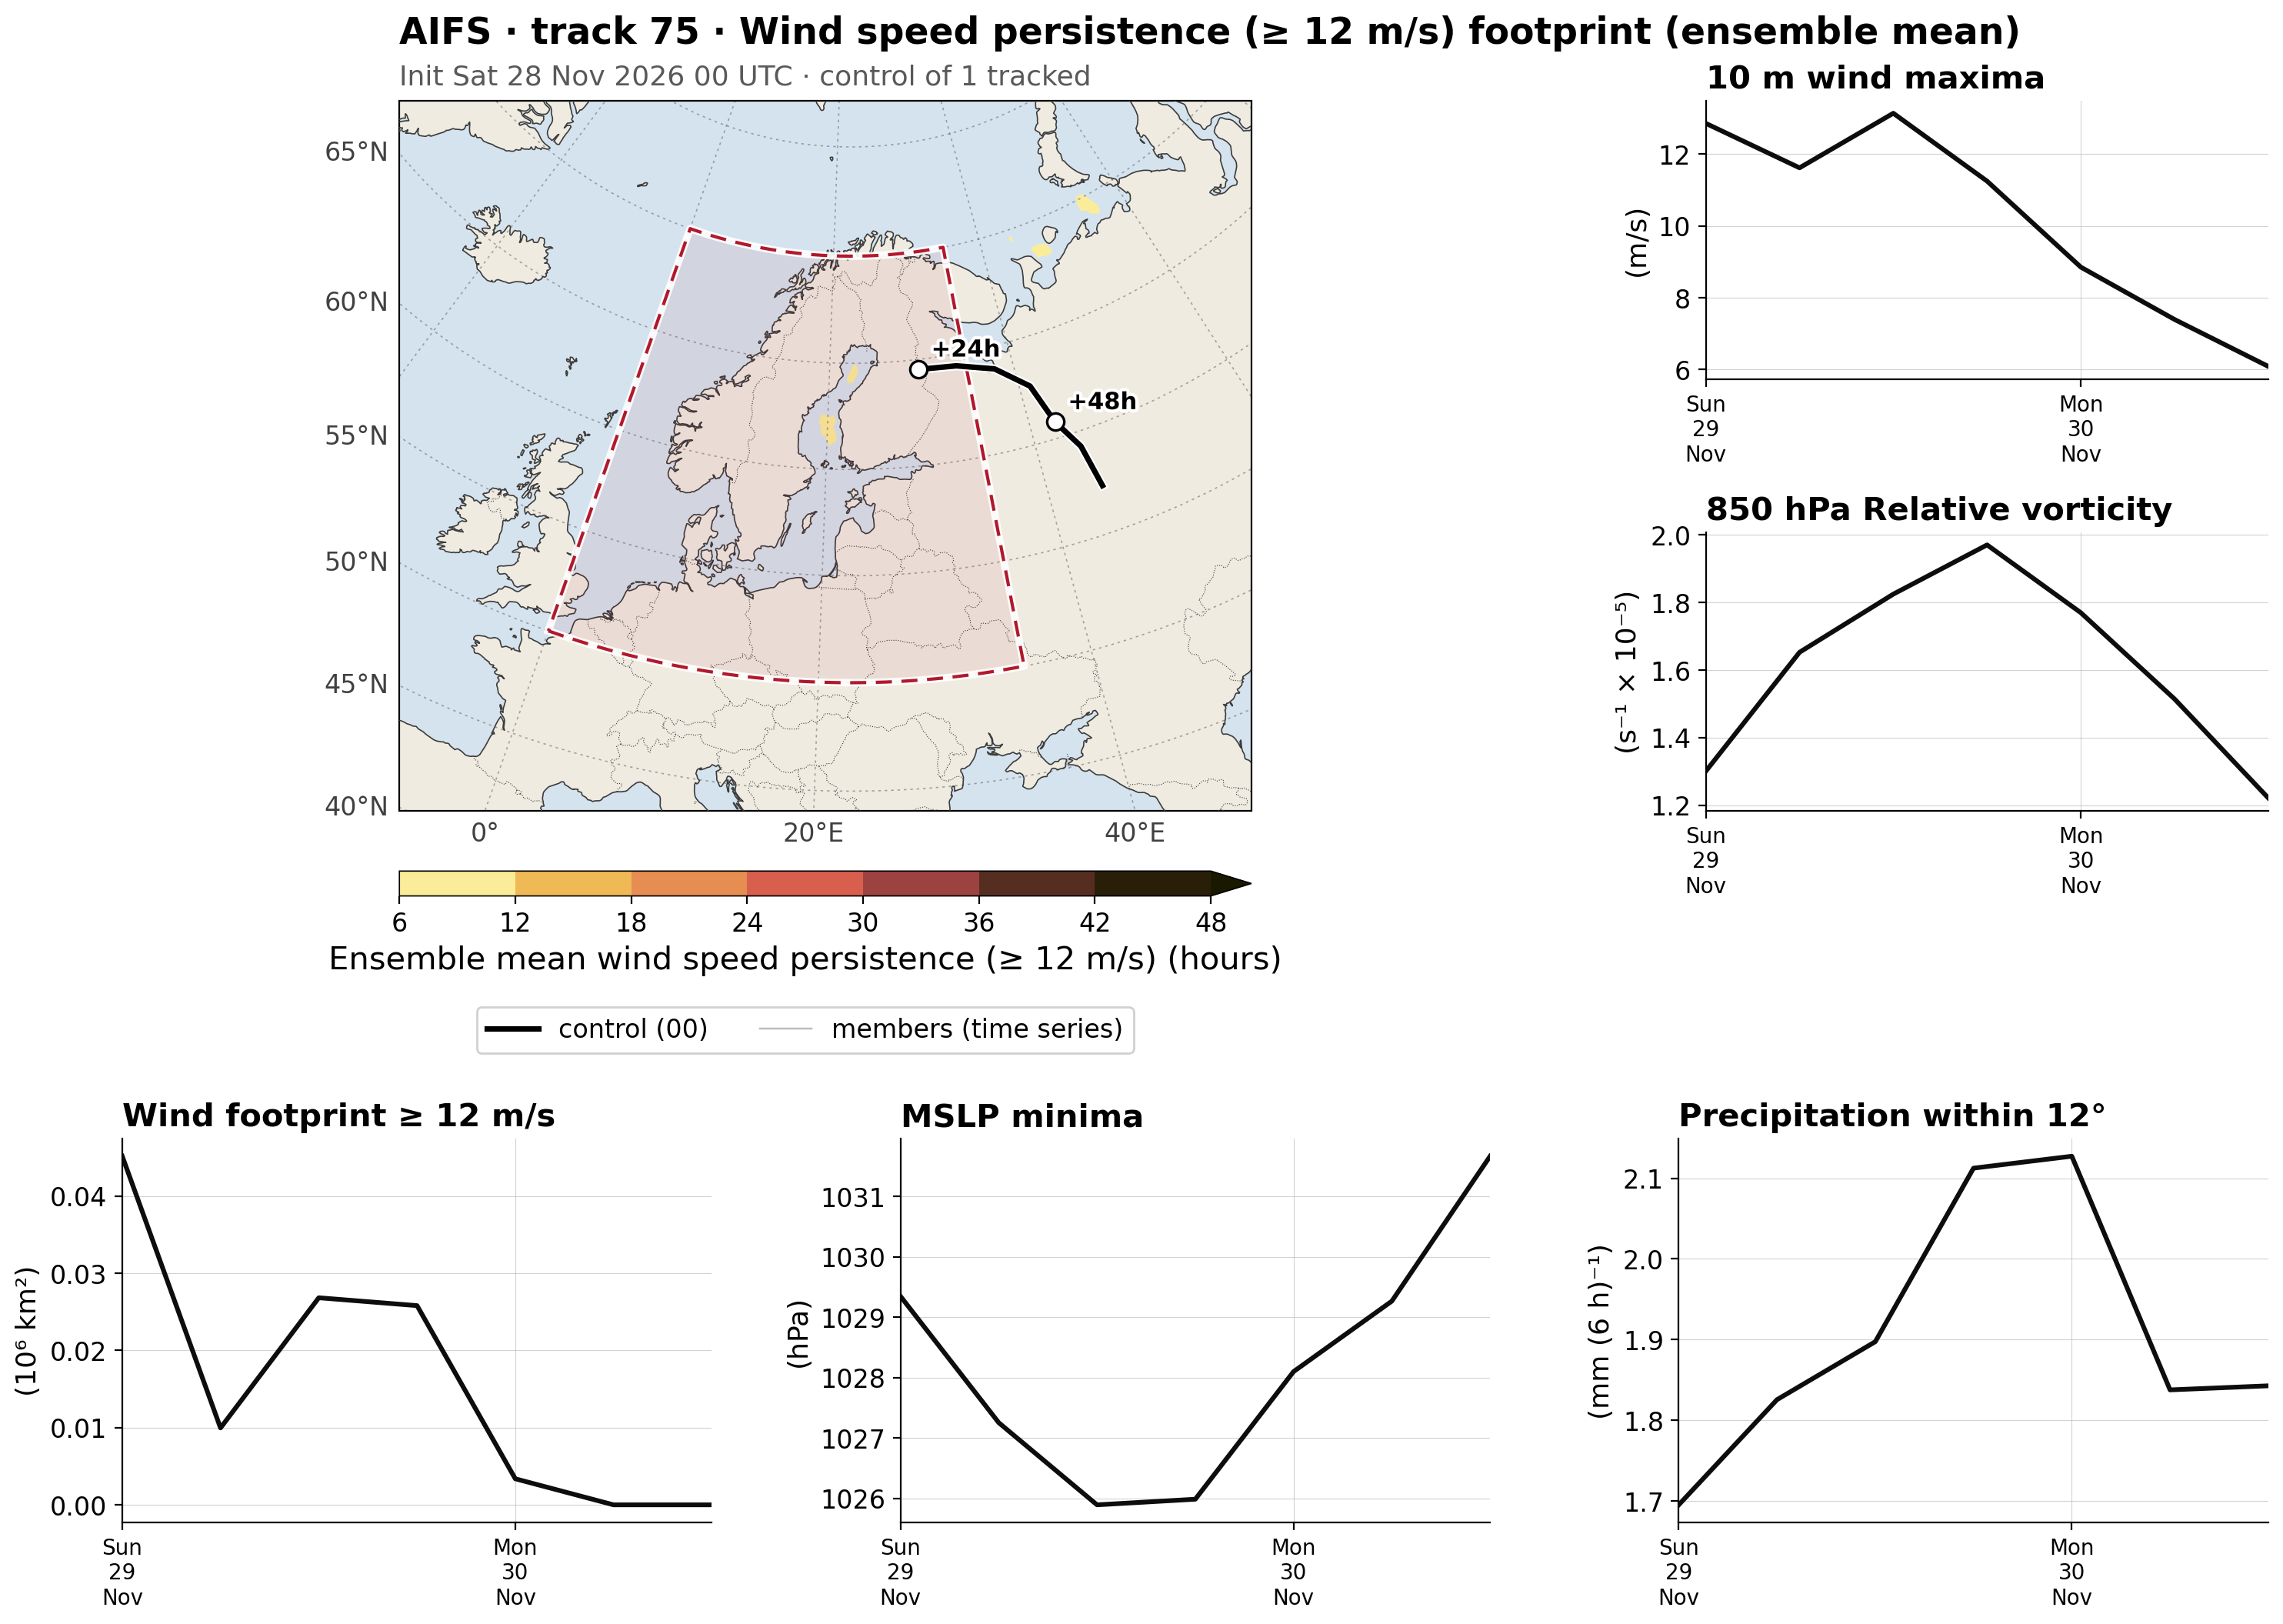 AIFS · track 75 · Wind speed persistence (≥ 12 m/s) footprint (ensemble mean)
Init Sat 28 Nov 2026 00 UTC · control of 1 tracked
65°N
60°N
55°N
50°N
45°N
40°N
0°
20°E
40°E
+24h
+48h
6
12
18
24
30
36
42
48
Ensemble mean wind speed persistence (≥ 12 m/s) (hours)
control (00)
members (time series)
10 m wind maxima
(m/s)
12
10
8
6
Sun
29
Nov
Mon
30
Nov
850 hPa Relative vorticity
(s⁻¹ × 10⁻⁵)
2.0
1.8
1.6
1.4
1.2
Sun
29
Nov
Mon
30
Nov
Wind footprint ≥ 12 m/s
(10⁶ km²)
0.04
0.03
0.02
0.01
0.00
Sun
29
Nov
Mon
30
Nov
MSLP minima
(hPa)
1031
1030
1029
1028
1027
1026
Sun
29
Nov
Mon
30
Nov
Precipitation within 12°
(mm (6 h)⁻¹)
2.1
2.0
1.9
1.8
1.7
Sun
29
Nov
Mon
30
Nov